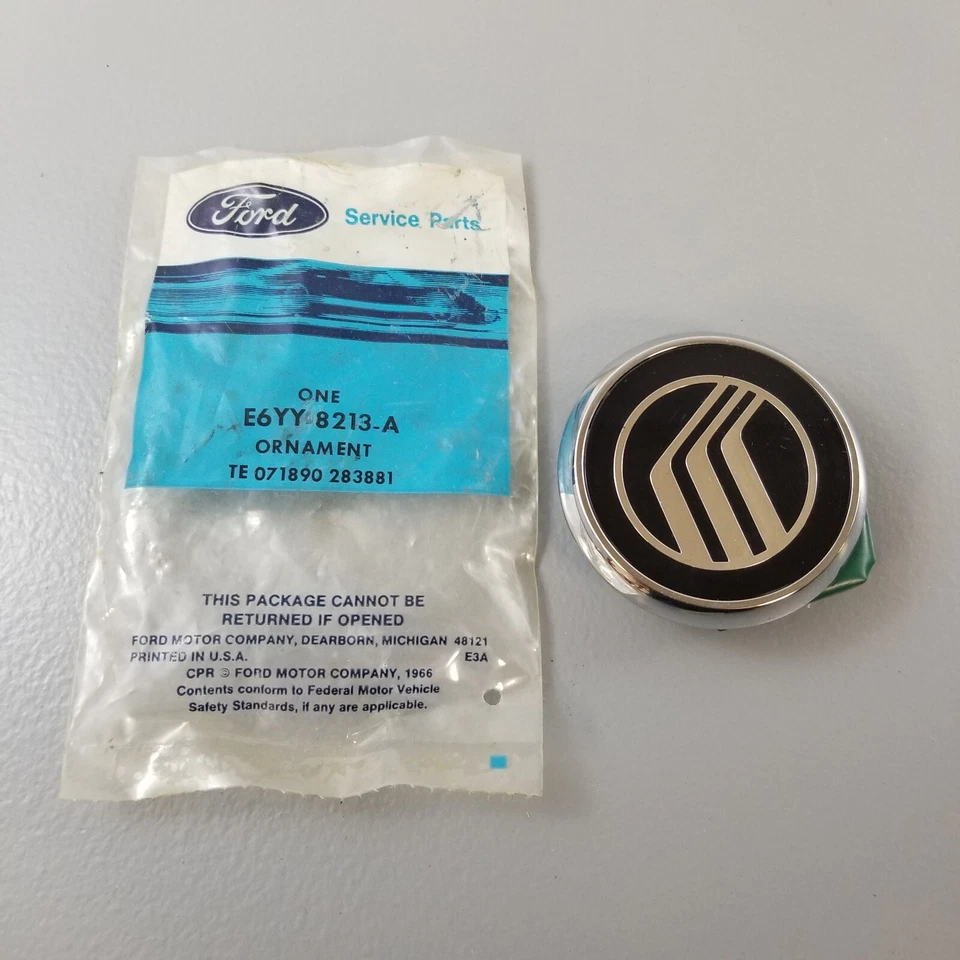 Ford Service Parts
ONE
E6YY-8213-A
ORNAMENT
TE 071890 283881
THIS PACKAGE CANNOT BE
RETURNED IF OPENED
FORD MOTOR COMPANY, DEARBORN, MICHIGAN 48121
PRINTED IN U.S.A. E3A
CPR © FORD MOTOR COMPANY, 1966
Contents conform to Federal Motor Vehicle
Safety Standards, if any are applicable.